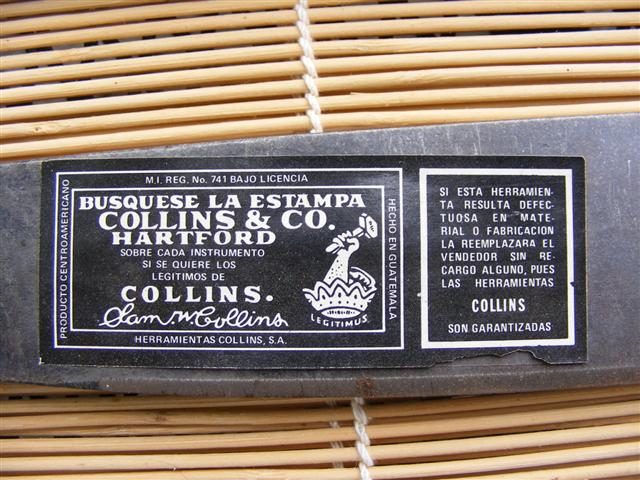 M.I. REG. No. 741 BAJO LICENCIA
PRODUCTO CENTROAMERICANO
BUSQUESE LA ESTAMPA
COLLINS & CO.
HARTFORD
SOBRE CADA INSTRUMENTO
SI SE QUIERE LOS
LEGITIMOS DE
COLLINS.
Sam W Collins
LEGITIMUS
HECHO EN GUATEMALA
HERRAMIENTAS COLLINS, S.A.
SI ESTA HERRAMIEN-
TA RESULTA DEFEC-
TUOSA EN MATE-
RIAL O FABRICACION
LA REEMPLAZARA EL
VENDEDOR SIN RE-
CARGO ALGUNO, PUES
LAS HERRAMIENTAS
COLLINS
SON GARANTIZADAS